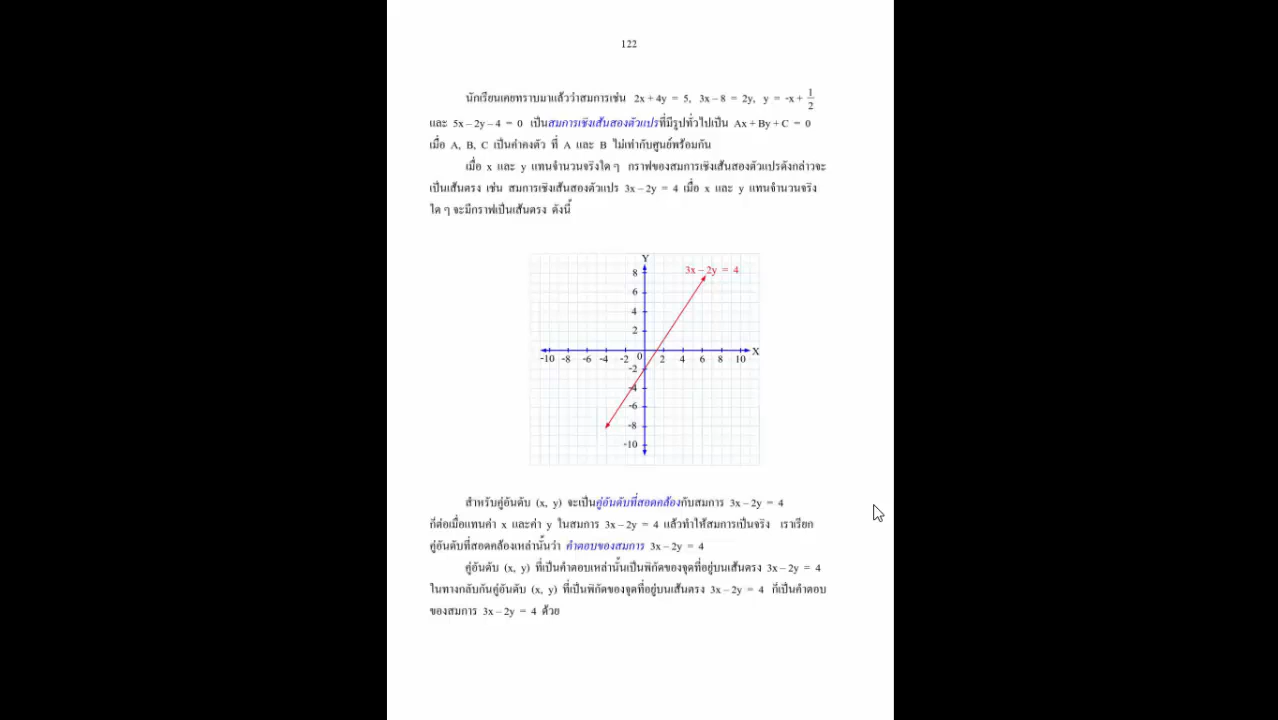 122
นักเรียนเคยทราบมาแล้วว่าสมการเช่น 2x + 4y = 5, 3x – 8 = 2y, y = -x + 1/2
และ 5x – 2y – 4 = 0 เป็นสมการเชิงเส้นสองตัวแปรที่มีรูปทั่วไปเป็น Ax + By + C = 0
เมื่อ A, B, C เป็นค่าคงตัว ที่ A และ B ไม่เท่ากับศูนย์พร้อมกัน
เมื่อ x และ y แทนจำนวนจริงใด ๆ กราฟของสมการเชิงเส้นสองตัวแปรดังกล่าวจะ
เป็นเส้นตรง เช่น สมการเชิงเส้นสองตัวแปร 3x – 2y = 4 เมื่อ x และ y แทนจำนวนจริง
ใด ๆ จะมีกราฟเป็นเส้นตรง ดังนี้
Y
3x – 2y = 4
8
6
4
2
X
-10 -8 -6 -4 -2 0 2 4 6 8 10
-2
-4
-6
-8
-10
สำหรับคู่อันดับ (x, y) จะเป็นคู่อันดับที่สอดคล้องกับสมการ 3x – 2y = 4
ก็ต่อเมื่อแทนค่า x และค่า y ในสมการ 3x – 2y = 4 แล้วทำให้สมการเป็นจริง เราเรียก
คู่อันดับที่สอดคล้องเหล่านั้นว่า คำตอบของสมการ 3x – 2y = 4
คู่อันดับ (x, y) ที่เป็นคำตอบเหล่านั้นเป็นพิกัดของจุดที่อยู่บนเส้นตรง 3x – 2y = 4
ในทางกลับกันคู่อันดับ (x, y) ที่เป็นพิกัดของจุดที่อยู่บนเส้นตรง 3x – 2y = 4 ก็เป็นคำตอบ
ของสมการ 3x – 2y = 4 ด้วย